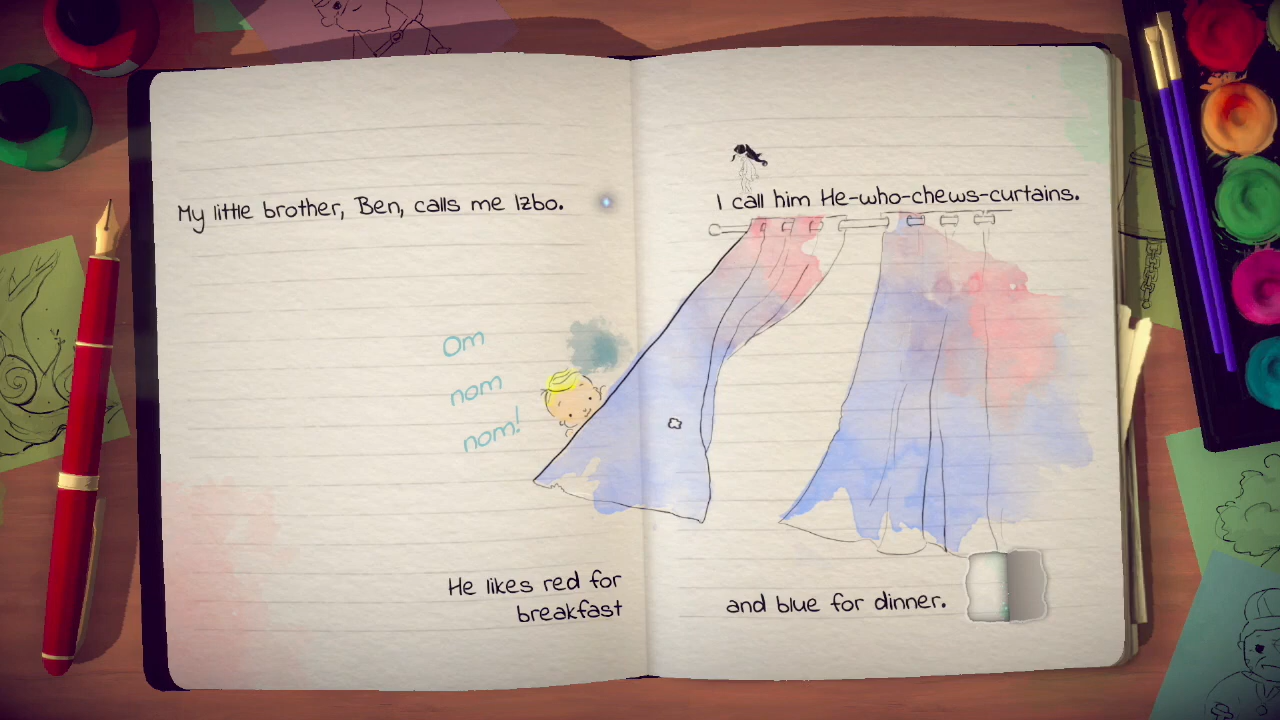 My little brother, Ben, calls me Izbo.
Om
nom
nom!
He likes red for
breakfast
I call him He-who-chews-curtains.
and blue for dinner.